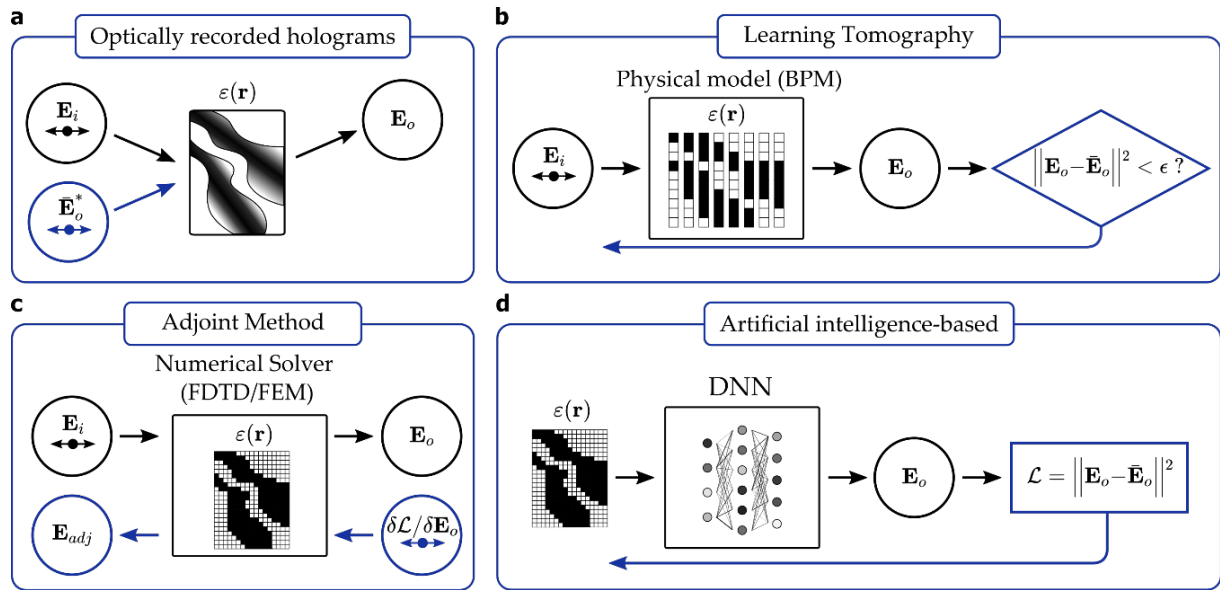 a
Optically recorded holograms
E_i
ε(r)
E_o
Ē_o^*
b
Learning Tomography
Physical model (BPM)
ε(r)
E_i
E_o
||E_o−Ē_o||² < ϵ ?
c
Adjoint Method
Numerical Solver
(FDTD/FEM)
E_i
ε(r)
E_o
E_adj
δℒ/δE_o
d
Artificial intelligence-based
DNN
ε(r)
E_o
ℒ = ||E_o−Ē_o||²